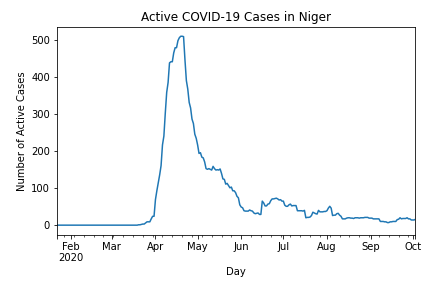 Active COVID-19 Cases in Niger
Number of Active Cases
500
400
300
200
100
0
Feb Mar Apr May Jun Jul Aug Sep Oct
2020
Day